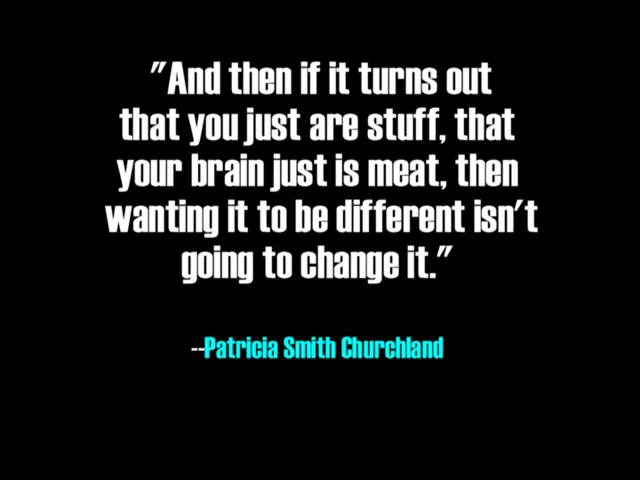 "And then if it turns out
that you just are stuff, that
your brain just is meat, then
wanting it to be different isn't
going to change it."
--Patricia Smith Churchland